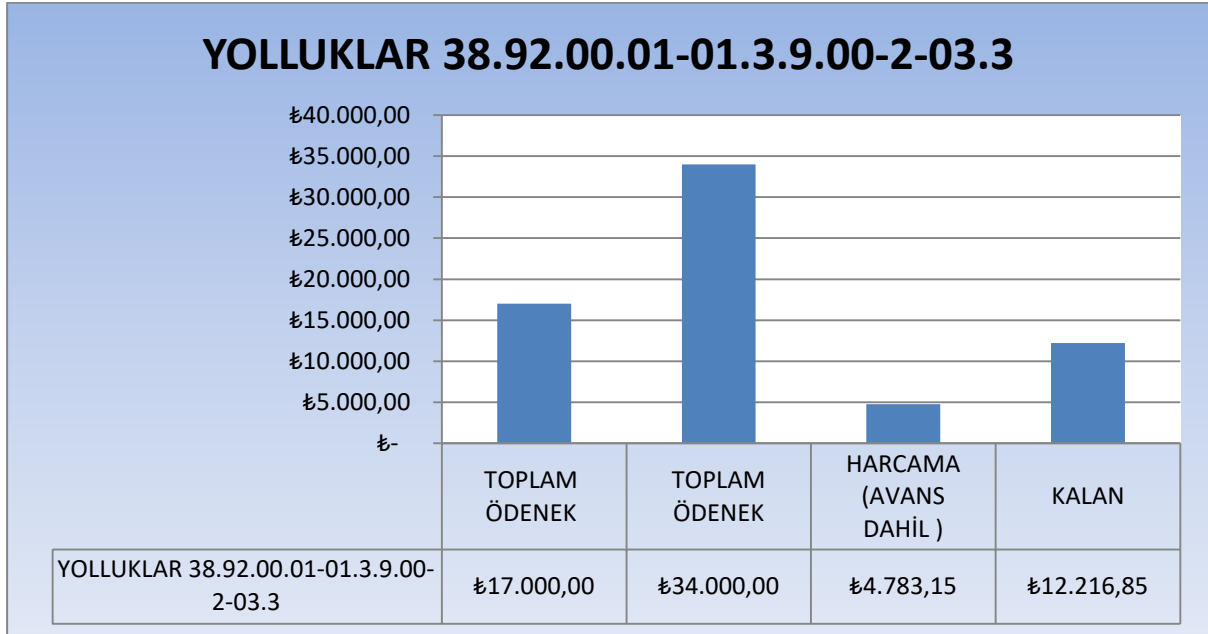 YOLLUKLAR 38.92.00.01-01.3.9.00-2-03.3
₺40.000,00
₺35.000,00
₺30.000,00
₺25.000,00
₺20.000,00
₺15.000,00
₺10.000,00
₺5.000,00
₺-
TOPLAM
ÖDENEK
TOPLAM
ÖDENEK
HARCAMA
(AVANS
DAHİL )
KALAN
YOLLUKLAR 38.92.00.01-01.3.9.00-
2-03.3
₺17.000,00
₺34.000,00
₺4.783,15
₺12.216,85